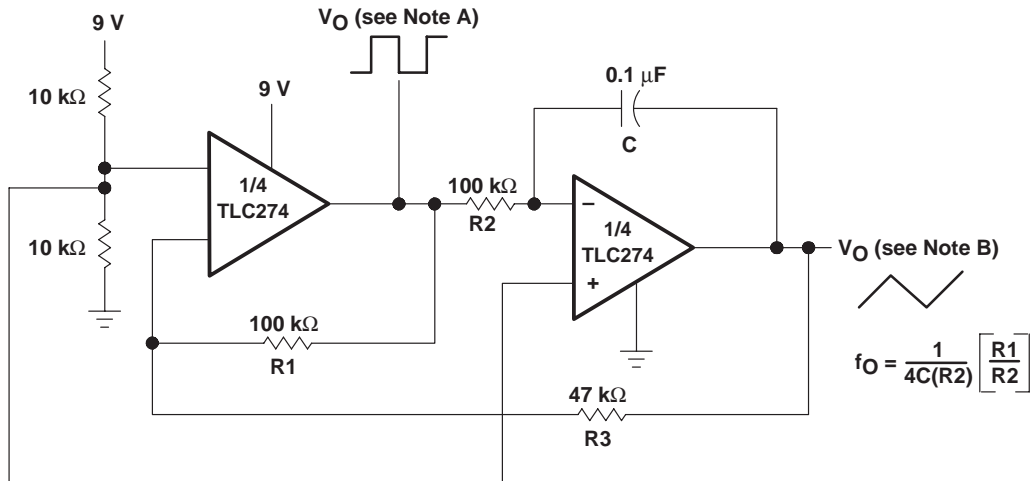 VO (see Note A)
9 V
10 kΩ
9 V
1/4
TLC274
10 kΩ
0.1 μF
C
100 kΩ
R2
–
1/4
TLC274
+
VO (see Note B)
100 kΩ
R1
47 kΩ
R3
fO = 1/4C(R2) [R1/R2]